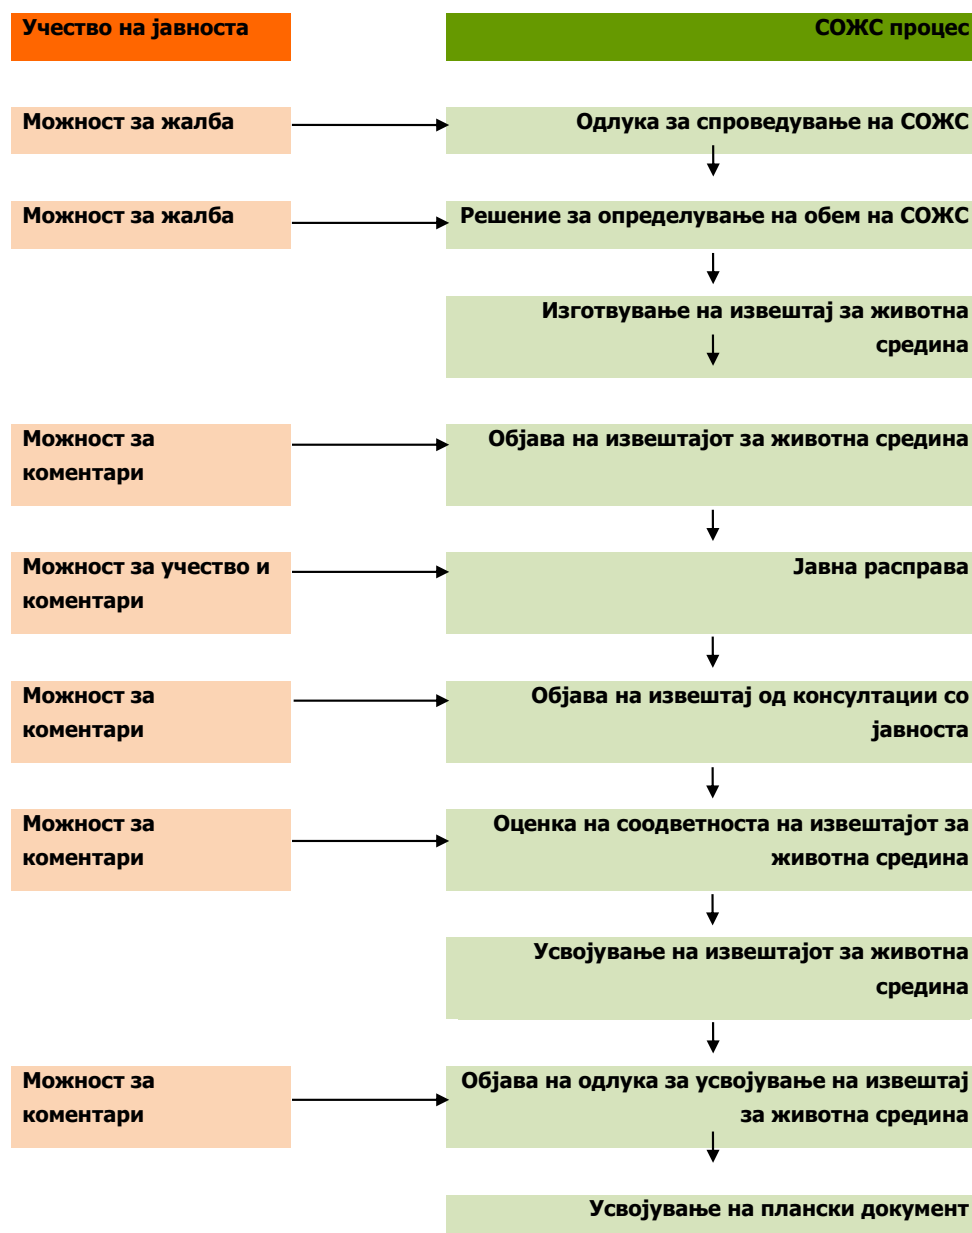 Учество на јавноста
СОЖС процес
Можност за жалба
Одлука за спроведување на СОЖС
Можност за жалба
Решение за определување на обем на СОЖС
Изготвување на извештај за животна
средина
Можност за
коментари
Објава на извештајот за животна средина
Можност за учество и
коментари
Јавна расправа
Можност за
коментари
Објава на извештај од консултации со
јавноста
Можност за
коментари
Оценка на соодветноста на извештајот за
животна средина
Усвојување на извештајот за животна
средина
Можност за
коментари
Објава на одлука за усвојување на извештај
за животна средина
Усвојување на плански документ